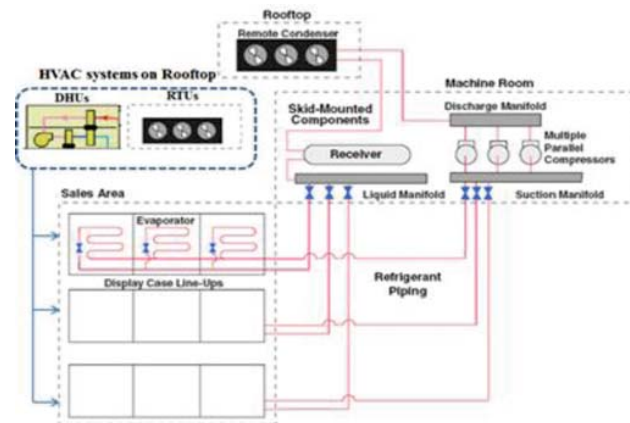 Rooftop
Remote Condenser
HVAC systems on Rooftop
DHUs
RTUs
Machine Room
Skid-Mounted
Components
Discharge Manifold
Multiple
Parallel
Compressors
Receiver
Sales Area
Liquid Manifold
Suction Manifold
Evaporator
Refrigerant
Piping
Display Case Line-Ups